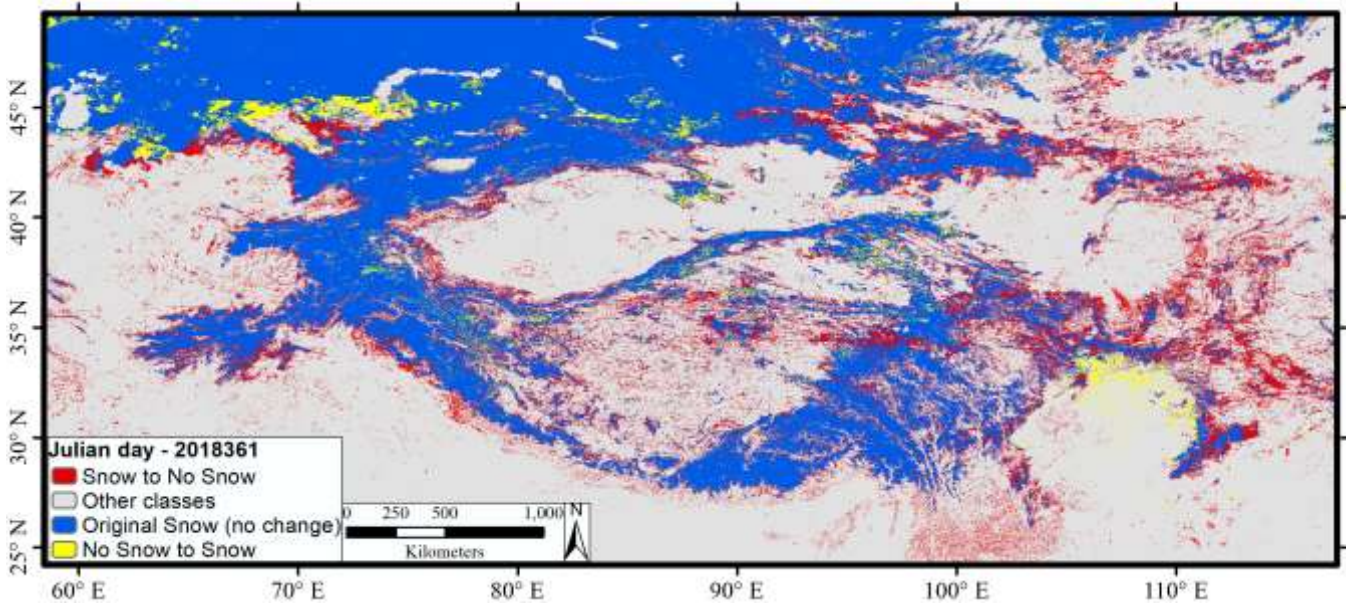 45° N
40° N
35° N
30° N
25° N
Julian day - 2018361
Snow to No Snow
Other classes
Original Snow (no change)
No Snow to Snow
0 250 500 1,000
Kilometers
N
60° E 70° E 80° E 90° E 100° E 110° E